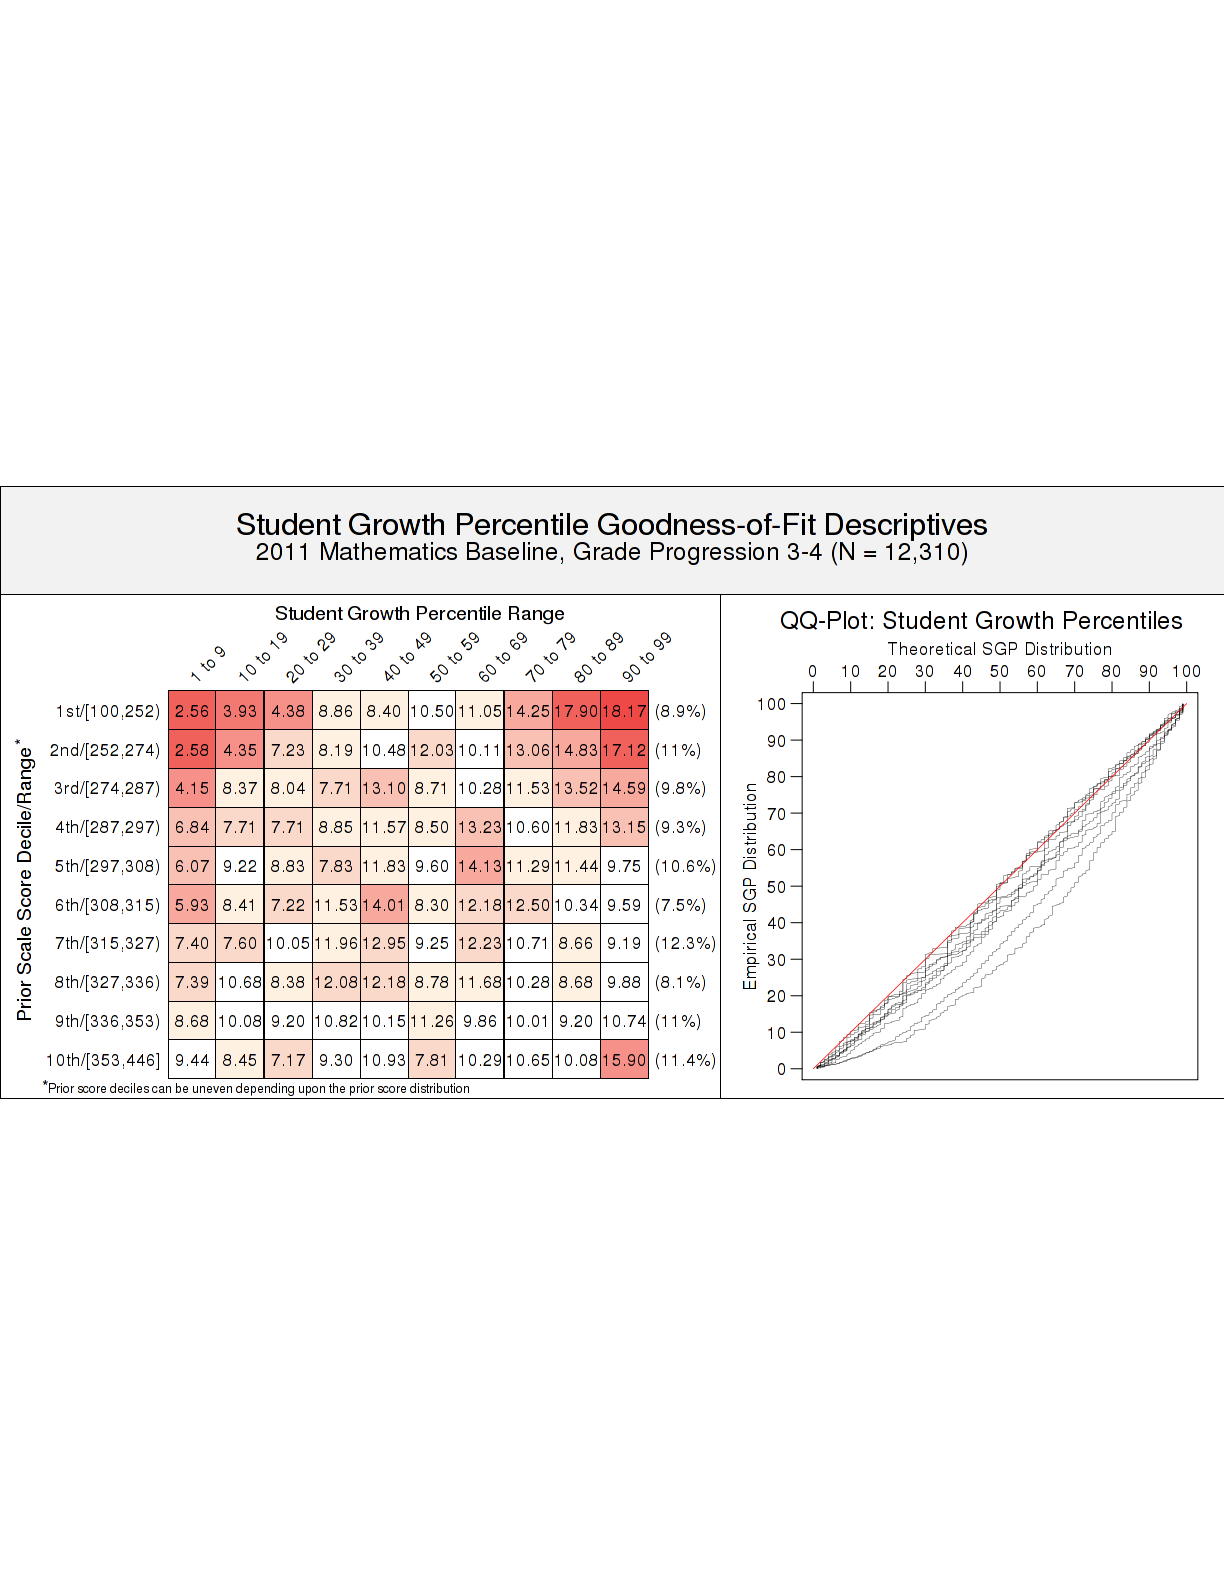 Student Growth Percentile Goodness-of-Fit Descriptives
2011 Mathematics Baseline, Grade Progression 3-4 (N = 12,310)
Student Growth Percentile Range
1 to 9 10 to 19 20 to 29 30 to 39 40 to 49 50 to 59 60 to 69 70 to 79 80 to 89 90 to 99
Prior Scale Score Decile/Range*
1st/[100,252) 2.56 3.93 4.38 8.86 8.40 10.50 11.05 14.25 17.90 18.17 (8.9%)
2nd/[252,274) 2.58 4.35 7.23 8.19 10.48 12.03 10.11 13.06 14.83 17.12 (11%)
3rd/[274,287) 4.15 8.37 8.04 7.71 13.10 8.71 10.28 11.53 13.52 14.59 (9.8%)
4th/[287,297) 6.84 7.71 7.71 8.85 11.57 8.50 13.23 10.60 11.83 13.15 (9.3%)
5th/[297,308) 6.07 9.22 8.83 7.83 11.83 9.60 14.13 11.29 11.44 9.75 (10.6%)
6th/[308,315) 5.93 8.41 7.22 11.53 14.01 8.30 12.18 12.50 10.34 9.59 (7.5%)
7th/[315,327) 7.40 7.60 10.05 11.96 12.95 9.25 12.23 10.71 8.66 9.19 (12.3%)
8th/[327,336) 7.39 10.68 8.38 12.08 12.18 8.78 11.68 10.28 8.68 9.88 (8.1%)
9th/[336,353) 8.68 10.08 9.20 10.82 10.15 11.26 9.86 10.01 9.20 10.74 (11%)
10th/[353,446] 9.44 8.45 7.17 9.30 10.93 7.81 10.29 10.65 10.08 15.90 (11.4%)
*Prior score deciles can be uneven depending upon the prior score distribution
QQ-Plot: Student Growth Percentiles
Theoretical SGP Distribution
0 10 20 30 40 50 60 70 80 90 100
Empirical SGP Distribution
100
90
80
70
60
50
40
30
20
10
0